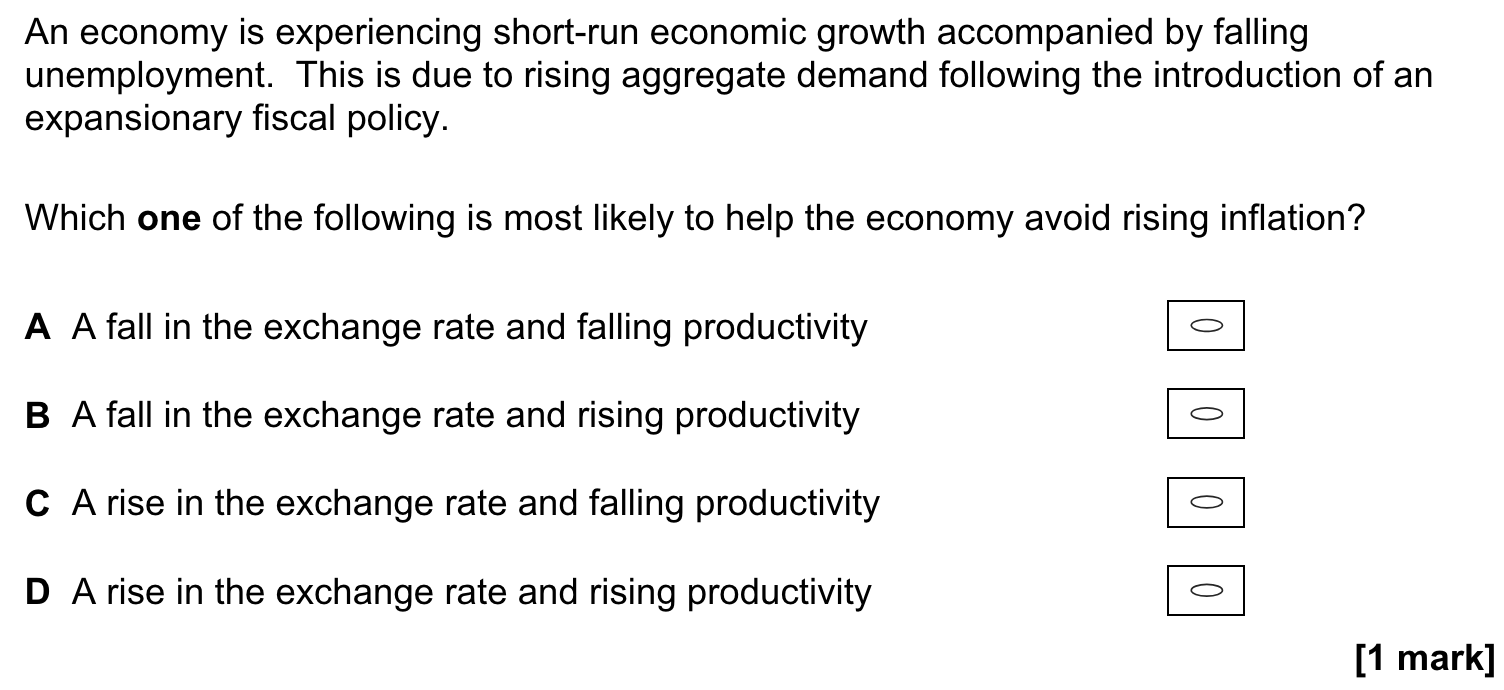 An economy is experiencing short-run economic growth accompanied by falling
unemployment.  This is due to rising aggregate demand following the introduction of an
expansionary fiscal policy.
Which one of the following is most likely to help the economy avoid rising inflation?
A A fall in the exchange rate and falling productivity
B A fall in the exchange rate and rising productivity
C A rise in the exchange rate and falling productivity
D A rise in the exchange rate and rising productivity
[1 mark]